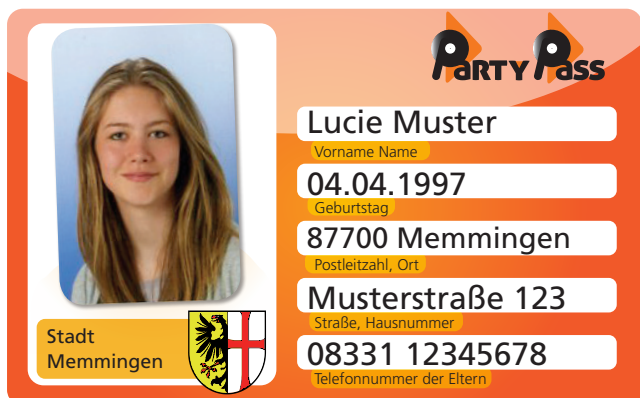 Party Pass
Lucie Muster
Vorname Name
04.04.1997
Geburtstag
87700 Memmingen
Postleitzahl, Ort
Musterstraße 123
Straße, Hausnummer
08331 12345678
Telefonnummer der Eltern
Stadt
Memmingen